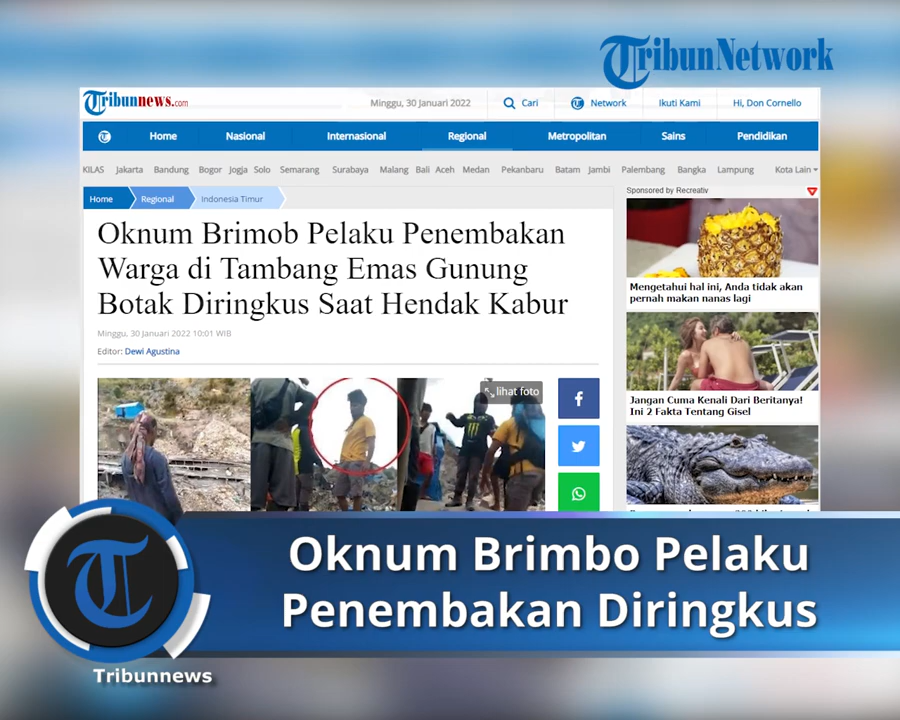 TribunNetwork
Tribunnews.com
Minggu, 30 Januari 2022
Cari
Network
Ikuti Kami
Hi, Don Cornello
Home
Nasional
Internasional
Regional
Metropolitan
Sains
Pendidikan
KILAS
Jakarta
Bandung
Bogor
Jogja
Solo
Semarang
Surabaya
Malang
Bali
Aceh
Medan
Pekanbaru
Batam
Jambi
Palembang
Bangka
Lampung
Kota Lain
Home
Regional
Indonesia Timur
Oknum Brimob Pelaku Penembakan
Warga di Tambang Emas Gunung
Botak Diringkus Saat Hendak Kabur
Minggu, 30 Januari 2022 10:01 WIB
Editor: Dewi Agustina
lihat foto
Sponsored by Recreativ
Mengetahui hal ini, Anda tidak akan
pernah makan nanas lagi
Jangan Cuma Kenali Dari Beritanya!
Ini 2 Fakta Tentang Gisel
Oknum Brimbo Pelaku
Penembakan Diringkus
Tribunnews